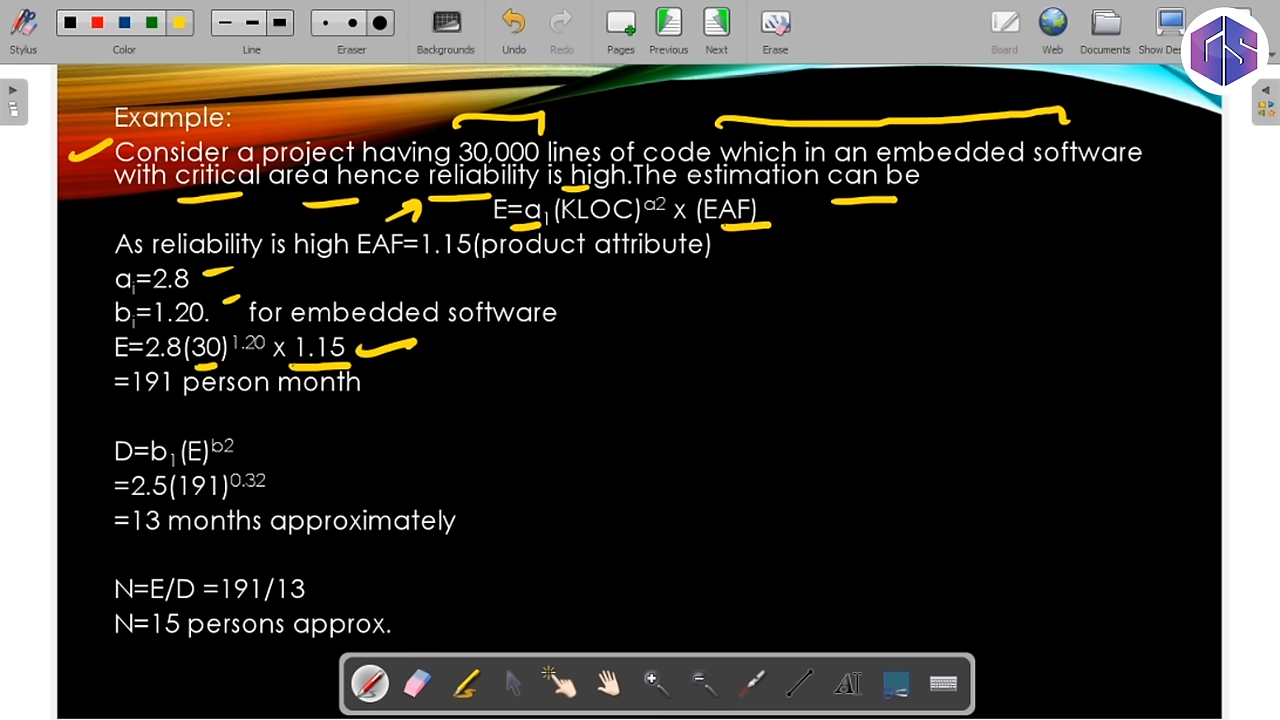 Stylus Color Line Eraser Backgrounds Undo Redo Pages Previous Next Erase Board Web Documents Show Des
Example:
Consider a project having 30,000 lines of code which in an embedded software
with critical area hence reliability is high.The estimation can be
E=a1(KLOC)a2 x (EAF)
As reliability is high EAF=1.15(product attribute)
ai=2.8
bi=1.20. for embedded software
E=2.8(30)1.20 x 1.15
=191 person month
D=b1(E)b2
=2.5(191)0.32
=13 months approximately
N=E/D =191/13
N=15 persons approx.
AI